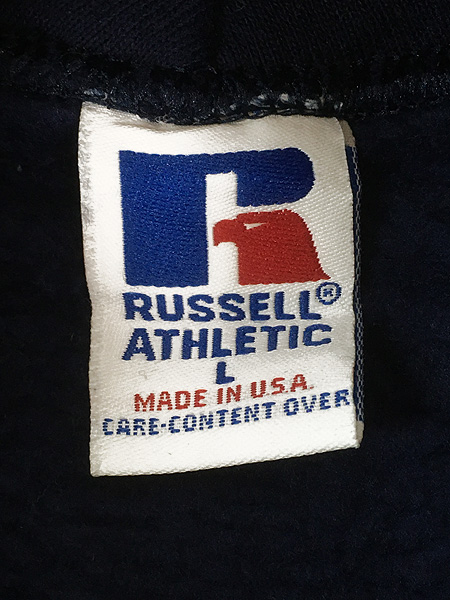 RUSSELL®
ATHLETIC
L
MADE IN U.S.A.
CARE-CONTENT OVER